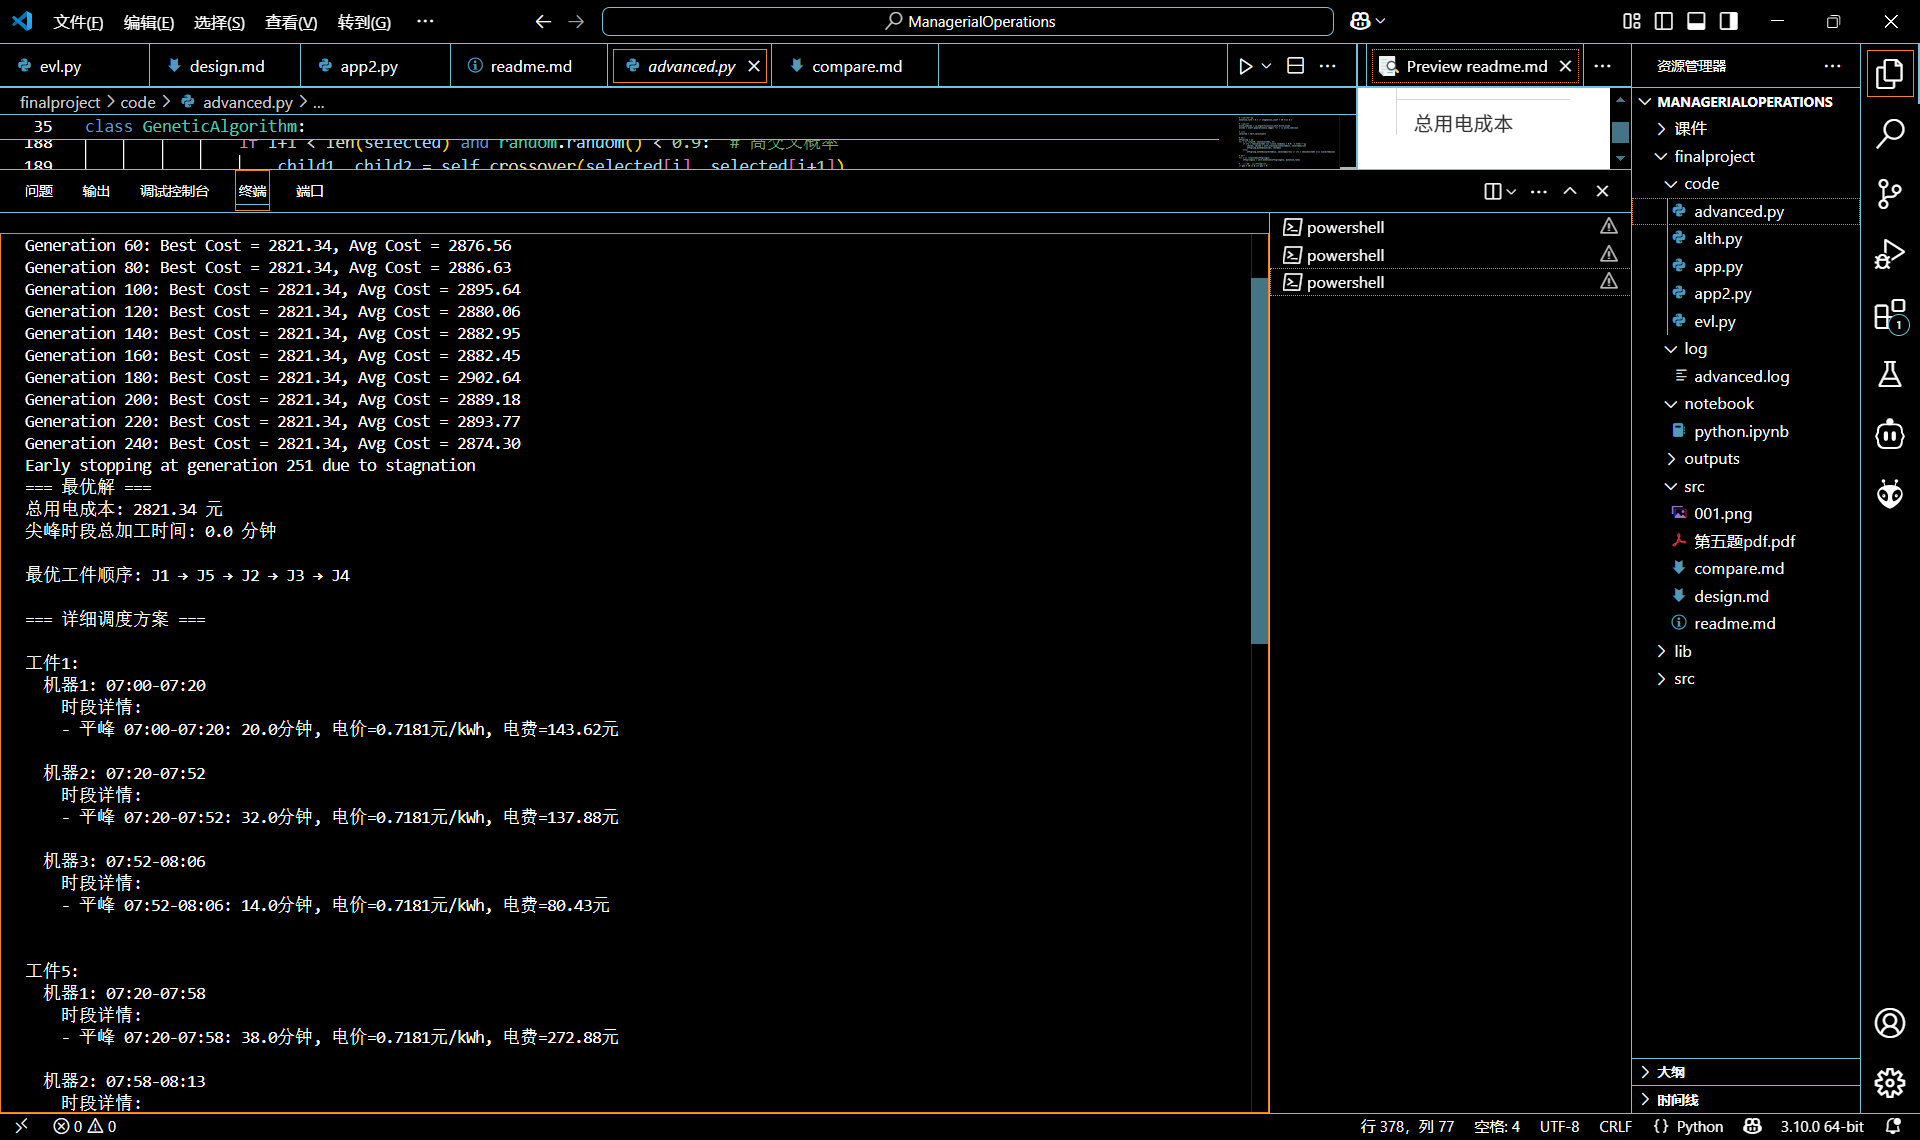 文件(F) 编辑(E) 选择(S) 查看(V) 转到(G) ··· ManagerialOperations
evl.py design.md app2.py readme.md advanced.py compare.md Preview readme.md 资源管理器
finalproject > code > advanced.py > ...
35 class GeneticAlgorithm:
188 if i+1 < len(selected) and random.random() < 0.9: # 高交叉概率
189 child1, child2 = self.crossover(selected[i], selected[i+1])
总用电成本
问题 输出 调试控制台 终端 端口
Generation 60: Best Cost = 2821.34, Avg Cost = 2876.56
Generation 80: Best Cost = 2821.34, Avg Cost = 2886.63
Generation 100: Best Cost = 2821.34, Avg Cost = 2895.64
Generation 120: Best Cost = 2821.34, Avg Cost = 2880.06
Generation 140: Best Cost = 2821.34, Avg Cost = 2882.95
Generation 160: Best Cost = 2821.34, Avg Cost = 2882.45
Generation 180: Best Cost = 2821.34, Avg Cost = 2902.64
Generation 200: Best Cost = 2821.34, Avg Cost = 2889.18
Generation 220: Best Cost = 2821.34, Avg Cost = 2893.77
Generation 240: Best Cost = 2821.34, Avg Cost = 2874.30
Early stopping at generation 251 due to stagnation
=== 最优解 ===
总用电成本: 2821.34 元
尖峰时段总加工时间: 0.0 分钟
最优工件顺序: J1 → J5 → J2 → J3 → J4
=== 详细调度方案 ===
工件1:
机器1: 07:00-07:20
时段详情:
- 平峰 07:00-07:20: 20.0分钟, 电价=0.7181元/kWh, 电费=143.62元
机器2: 07:20-07:52
时段详情:
- 平峰 07:20-07:52: 32.0分钟, 电价=0.7181元/kWh, 电费=137.88元
机器3: 07:52-08:06
时段详情:
- 平峰 07:52-08:06: 14.0分钟, 电价=0.7181元/kWh, 电费=80.43元
工件5:
机器1: 07:20-07:58
时段详情:
- 平峰 07:20-07:58: 38.0分钟, 电价=0.7181元/kWh, 电费=272.88元
机器2: 07:58-08:13
时段详情:
powershell
powershell
powershell
MANAGERIALOPERATIONS
课件
finalproject
code
advanced.py
alth.py
app.py
app2.py
evl.py
log
advanced.log
notebook
python.ipynb
outputs
src
001.png
第五题pdf.pdf
compare.md
design.md
readme.md
lib
src
大纲
时间线
1
0 0 行 378, 列 77 空格: 4 UTF-8 CRLF {} Python 3.10.0 64-bit